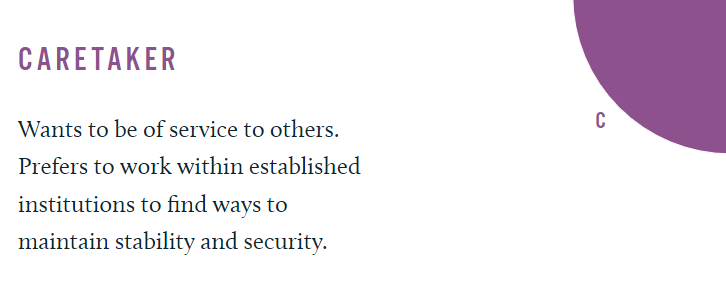 CARETAKER
C
Wants to be of service to others.
Prefers to work within established
institutions to find ways to
maintain stability and security.